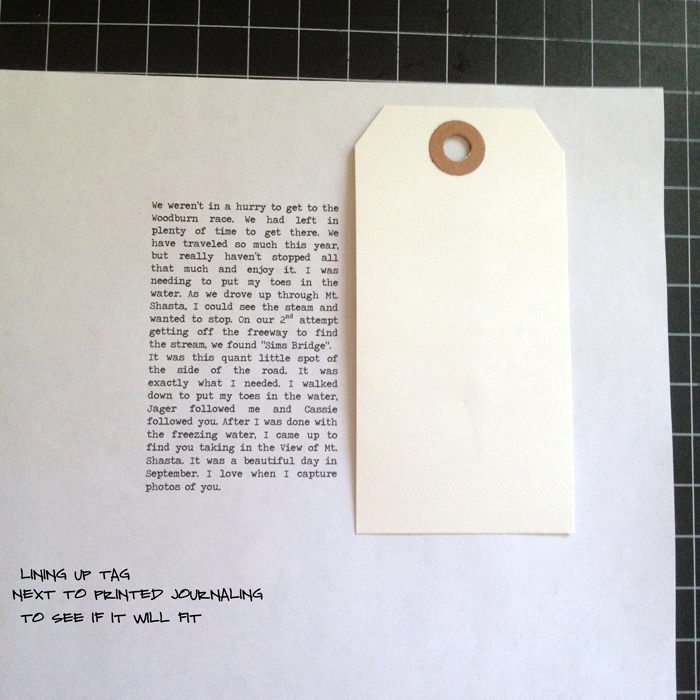 We weren't in a hurry to get to the
Woodburn race. We had left in
plenty of time to get there. We
have traveled so much this year,
but really haven't stopped all
that much and enjoy it. I was
needing to put my toes in the
water. As we drove up through Mt.
Shasta, I could see the steam and
wanted to stop. On our 2nd attempt
getting off the freeway to find
the stream, we found "Sims Bridge".
It was this quant little spot of
the side of the road. It was
exactly what I needed. I walked
down to put my toes in the water,
Jager followed me and Cassie
followed you. After I was done with
the freezing water, I came up to
find you taking in the View of Mt.
Shasta. It was a beautiful day in
September. I love when I capture
photos of you.
LINING UP TAG
NEXT TO PRINTED JOURNALING
TO SEE IF IT WILL FIT